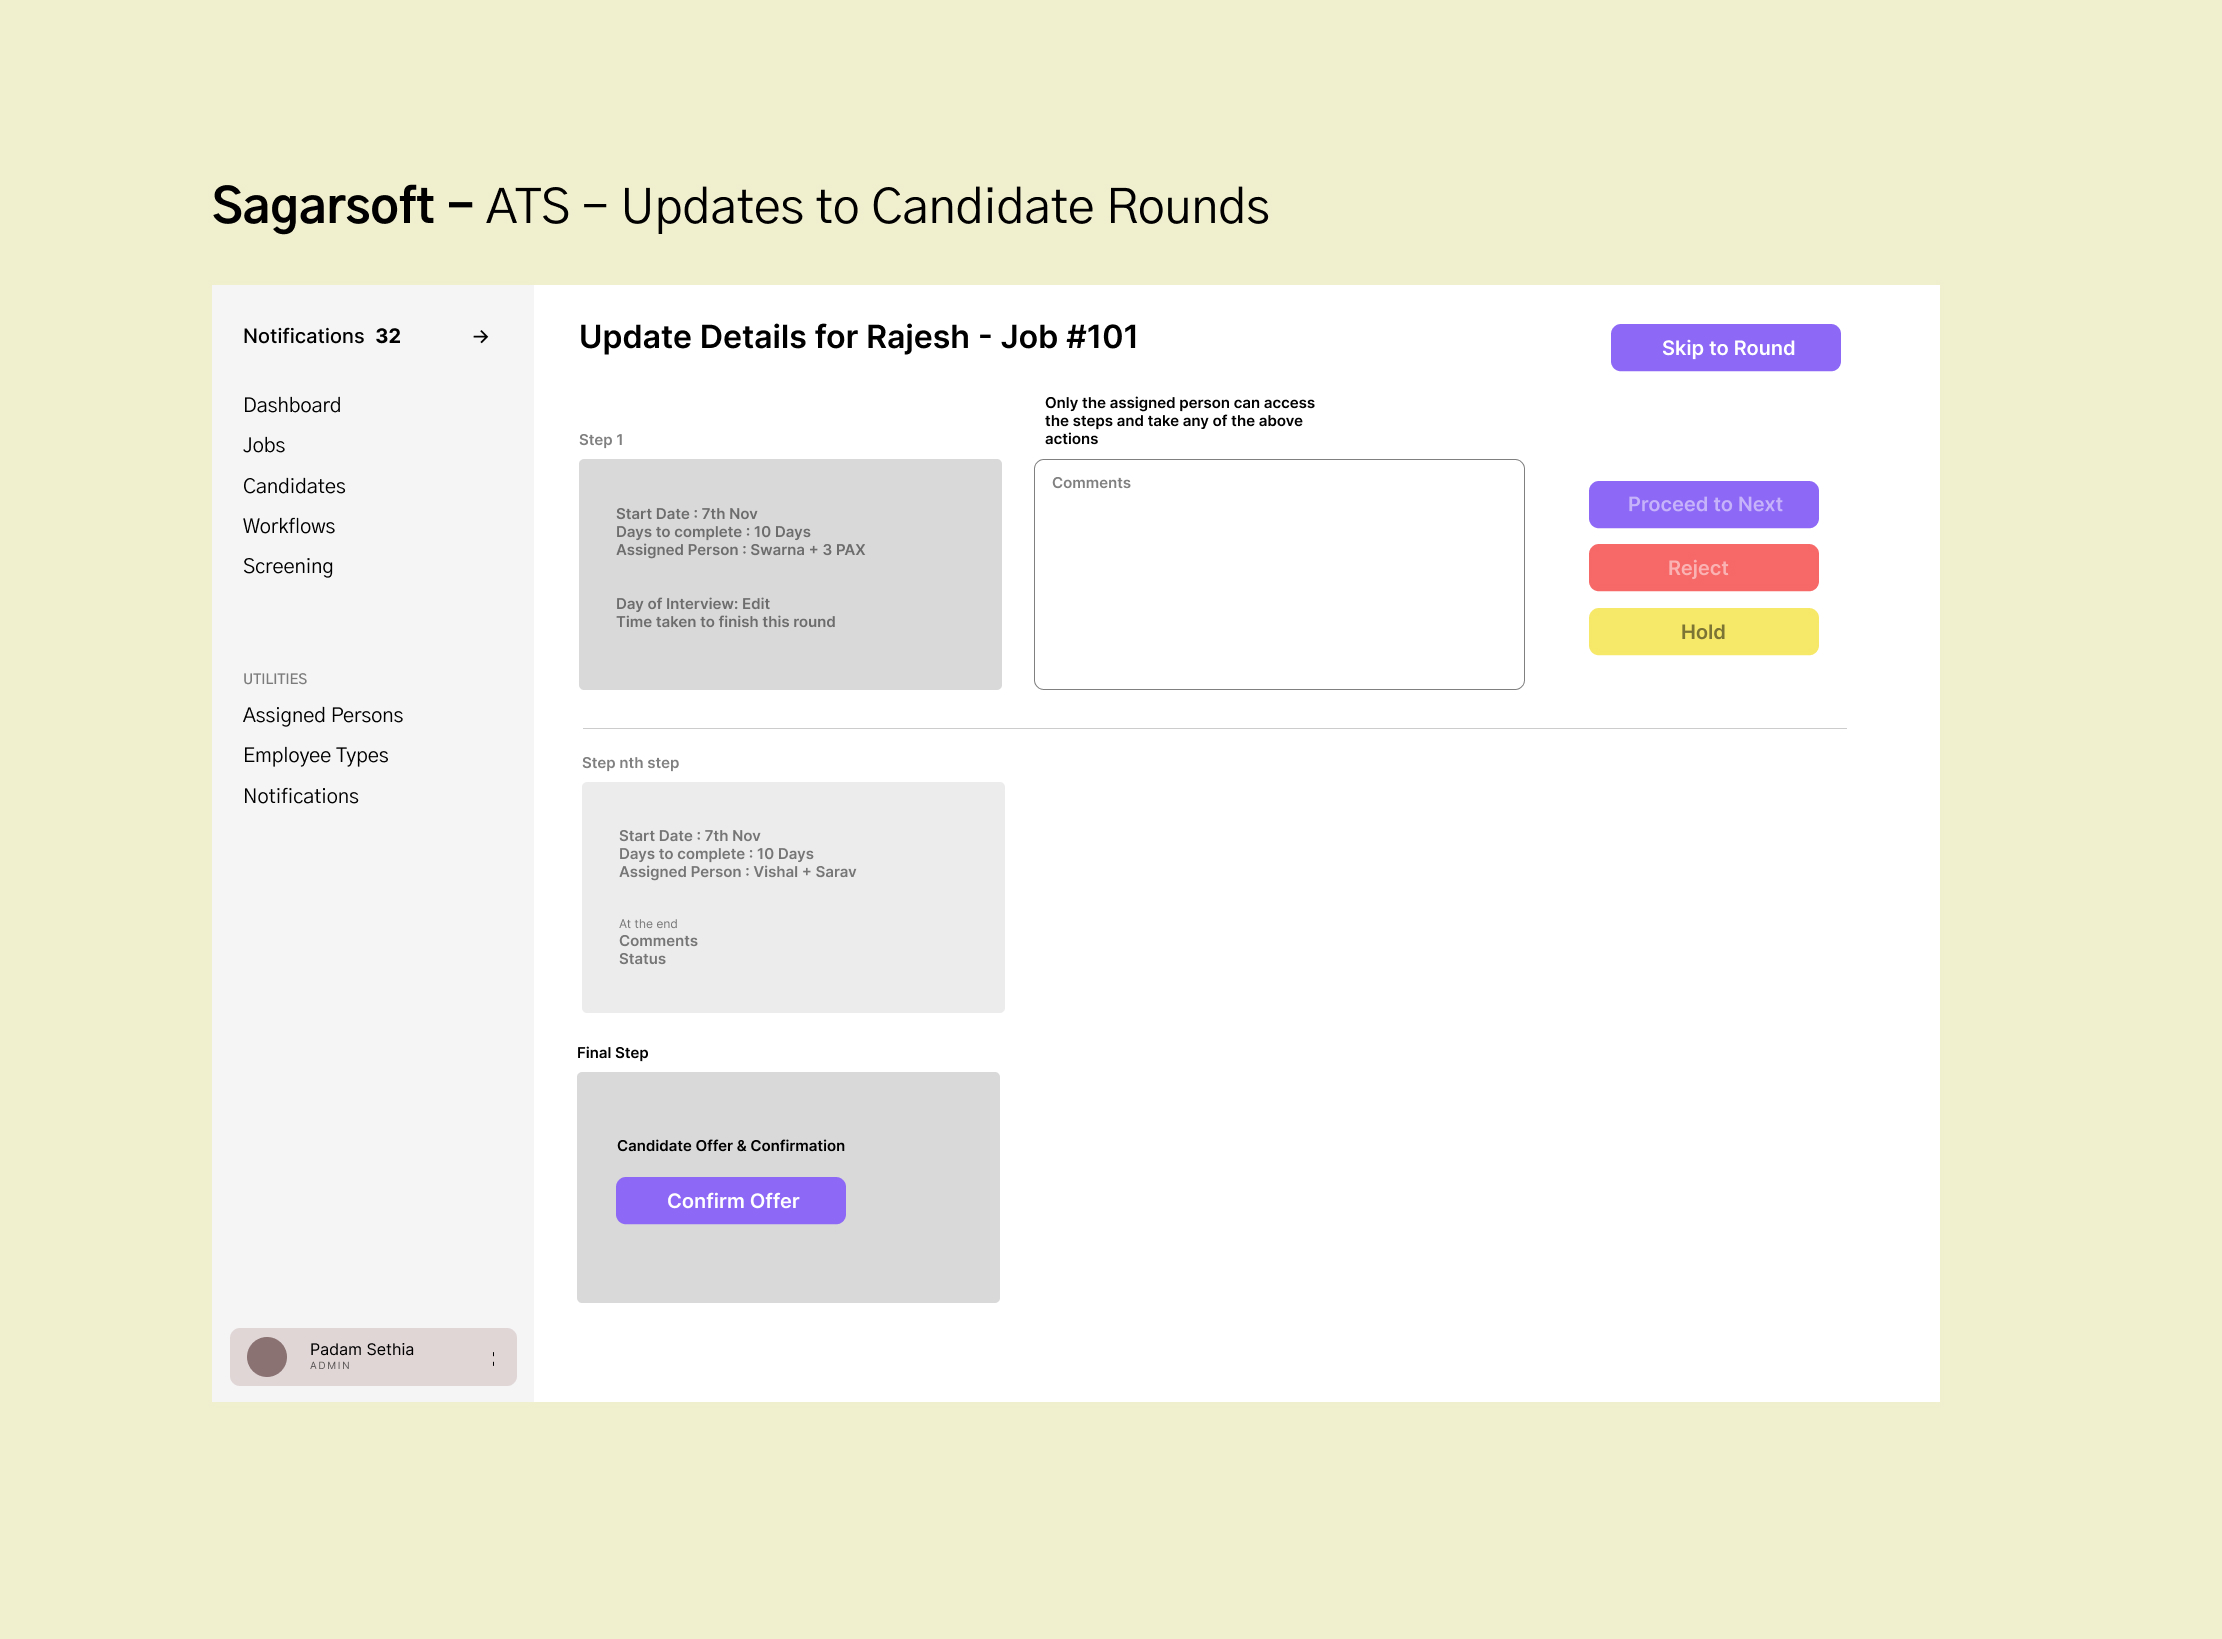 Sagarsoft – ATS – Updates to Candidate Rounds
Notifications 32 →
Dashboard
Jobs
Candidates
Workflows
Screening
UTILITIES
Assigned Persons
Employee Types
Notifications
Padam Sethia
ADMIN
Update Details for Rajesh - Job #101
Skip to Round
Only the assigned person can access
the steps and take any of the above
actions
Step 1
Start Date : 7th Nov
Days to complete : 10 Days
Assigned Person : Swarna + 3 PAX
Day of Interview: Edit
Time taken to finish this round
Comments
Proceed to Next
Reject
Hold
Step nth step
Start Date : 7th Nov
Days to complete : 10 Days
Assigned Person : Vishal + Sarav
At the end
Comments
Status
Final Step
Candidate Offer & Confirmation
Confirm Offer